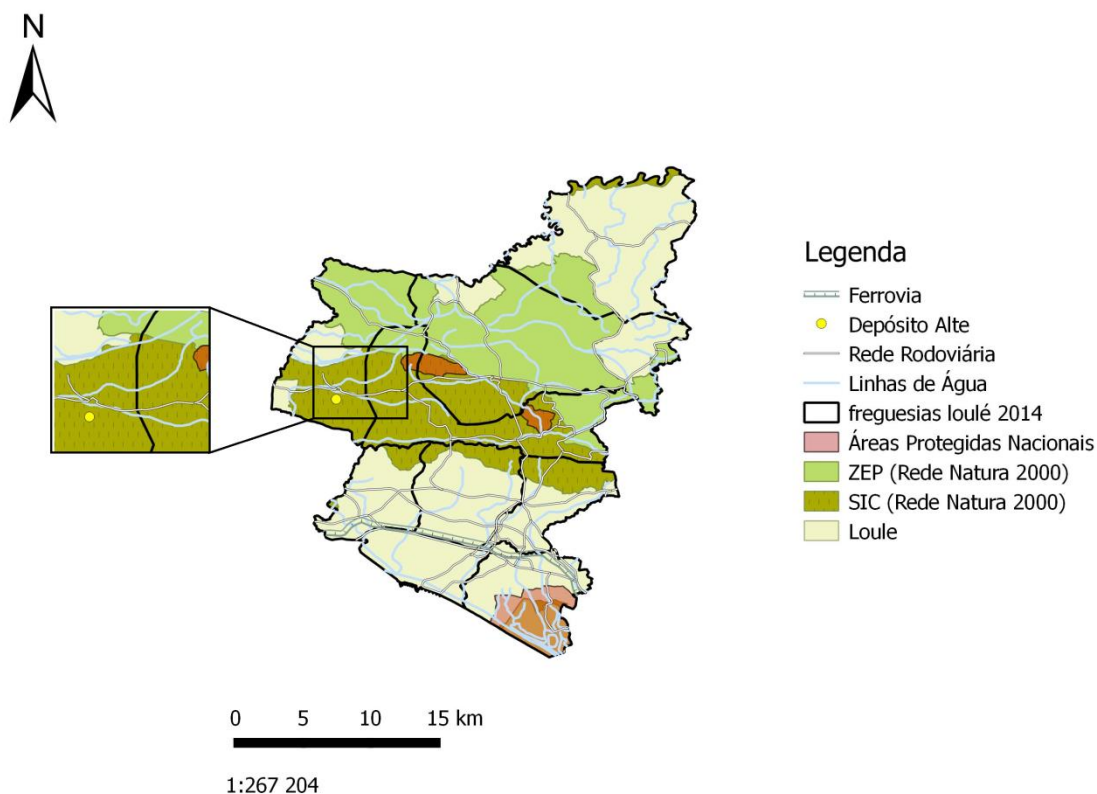 N
Legenda
Ferrovia
Depósito Alte
Rede Rodoviária
Linhas de Água
freguesias loulé 2014
Áreas Protegidas Nacionais
ZEP (Rede Natura 2000)
SIC (Rede Natura 2000)
Loule
0 5 10 15 km
1:267 204